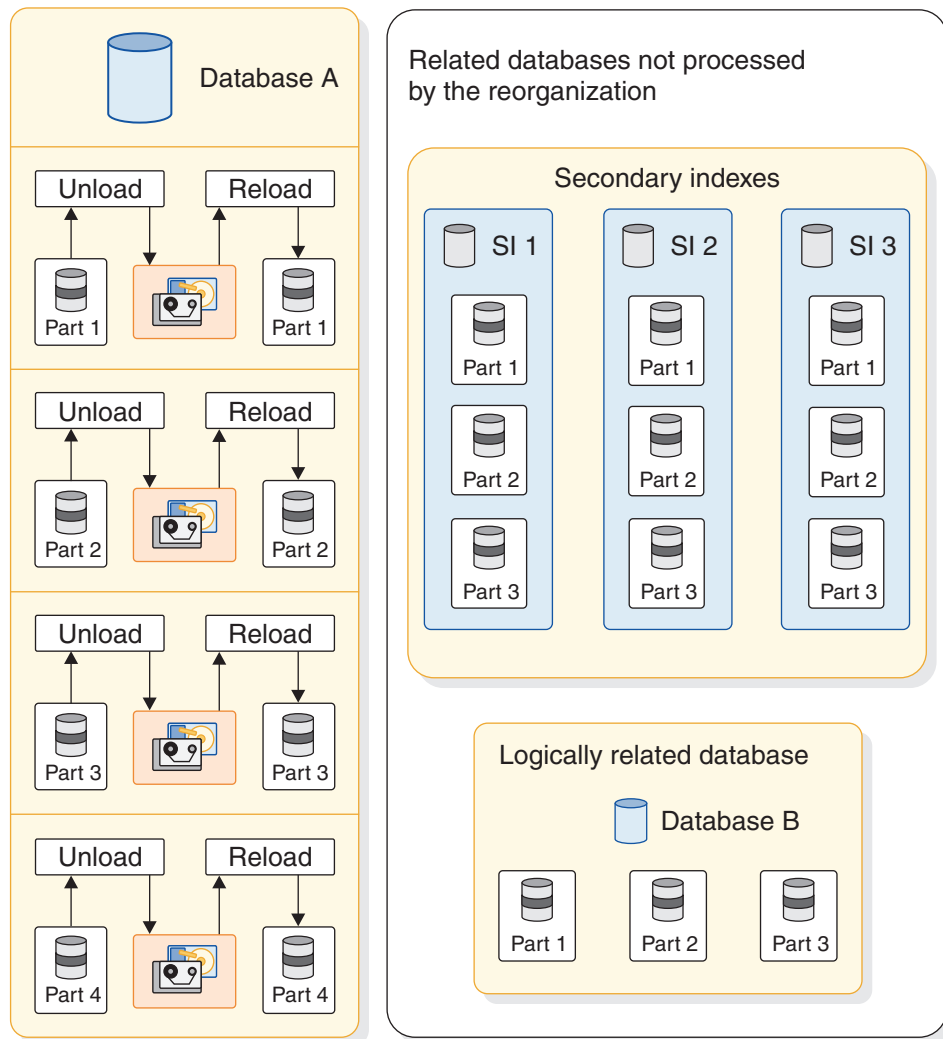 Database A
Unload
Reload
Part 1
Part 1
Unload
Reload
Part 2
Part 2
Unload
Reload
Part 3
Part 3
Unload
Reload
Part 4
Part 4
Related databases not processed
by the reorganization
Secondary indexes
SI 1
SI 2
SI 3
Part 1
Part 1
Part 1
Part 2
Part 2
Part 2
Part 3
Part 3
Part 3
Logically related database
Database B
Part 1
Part 2
Part 3